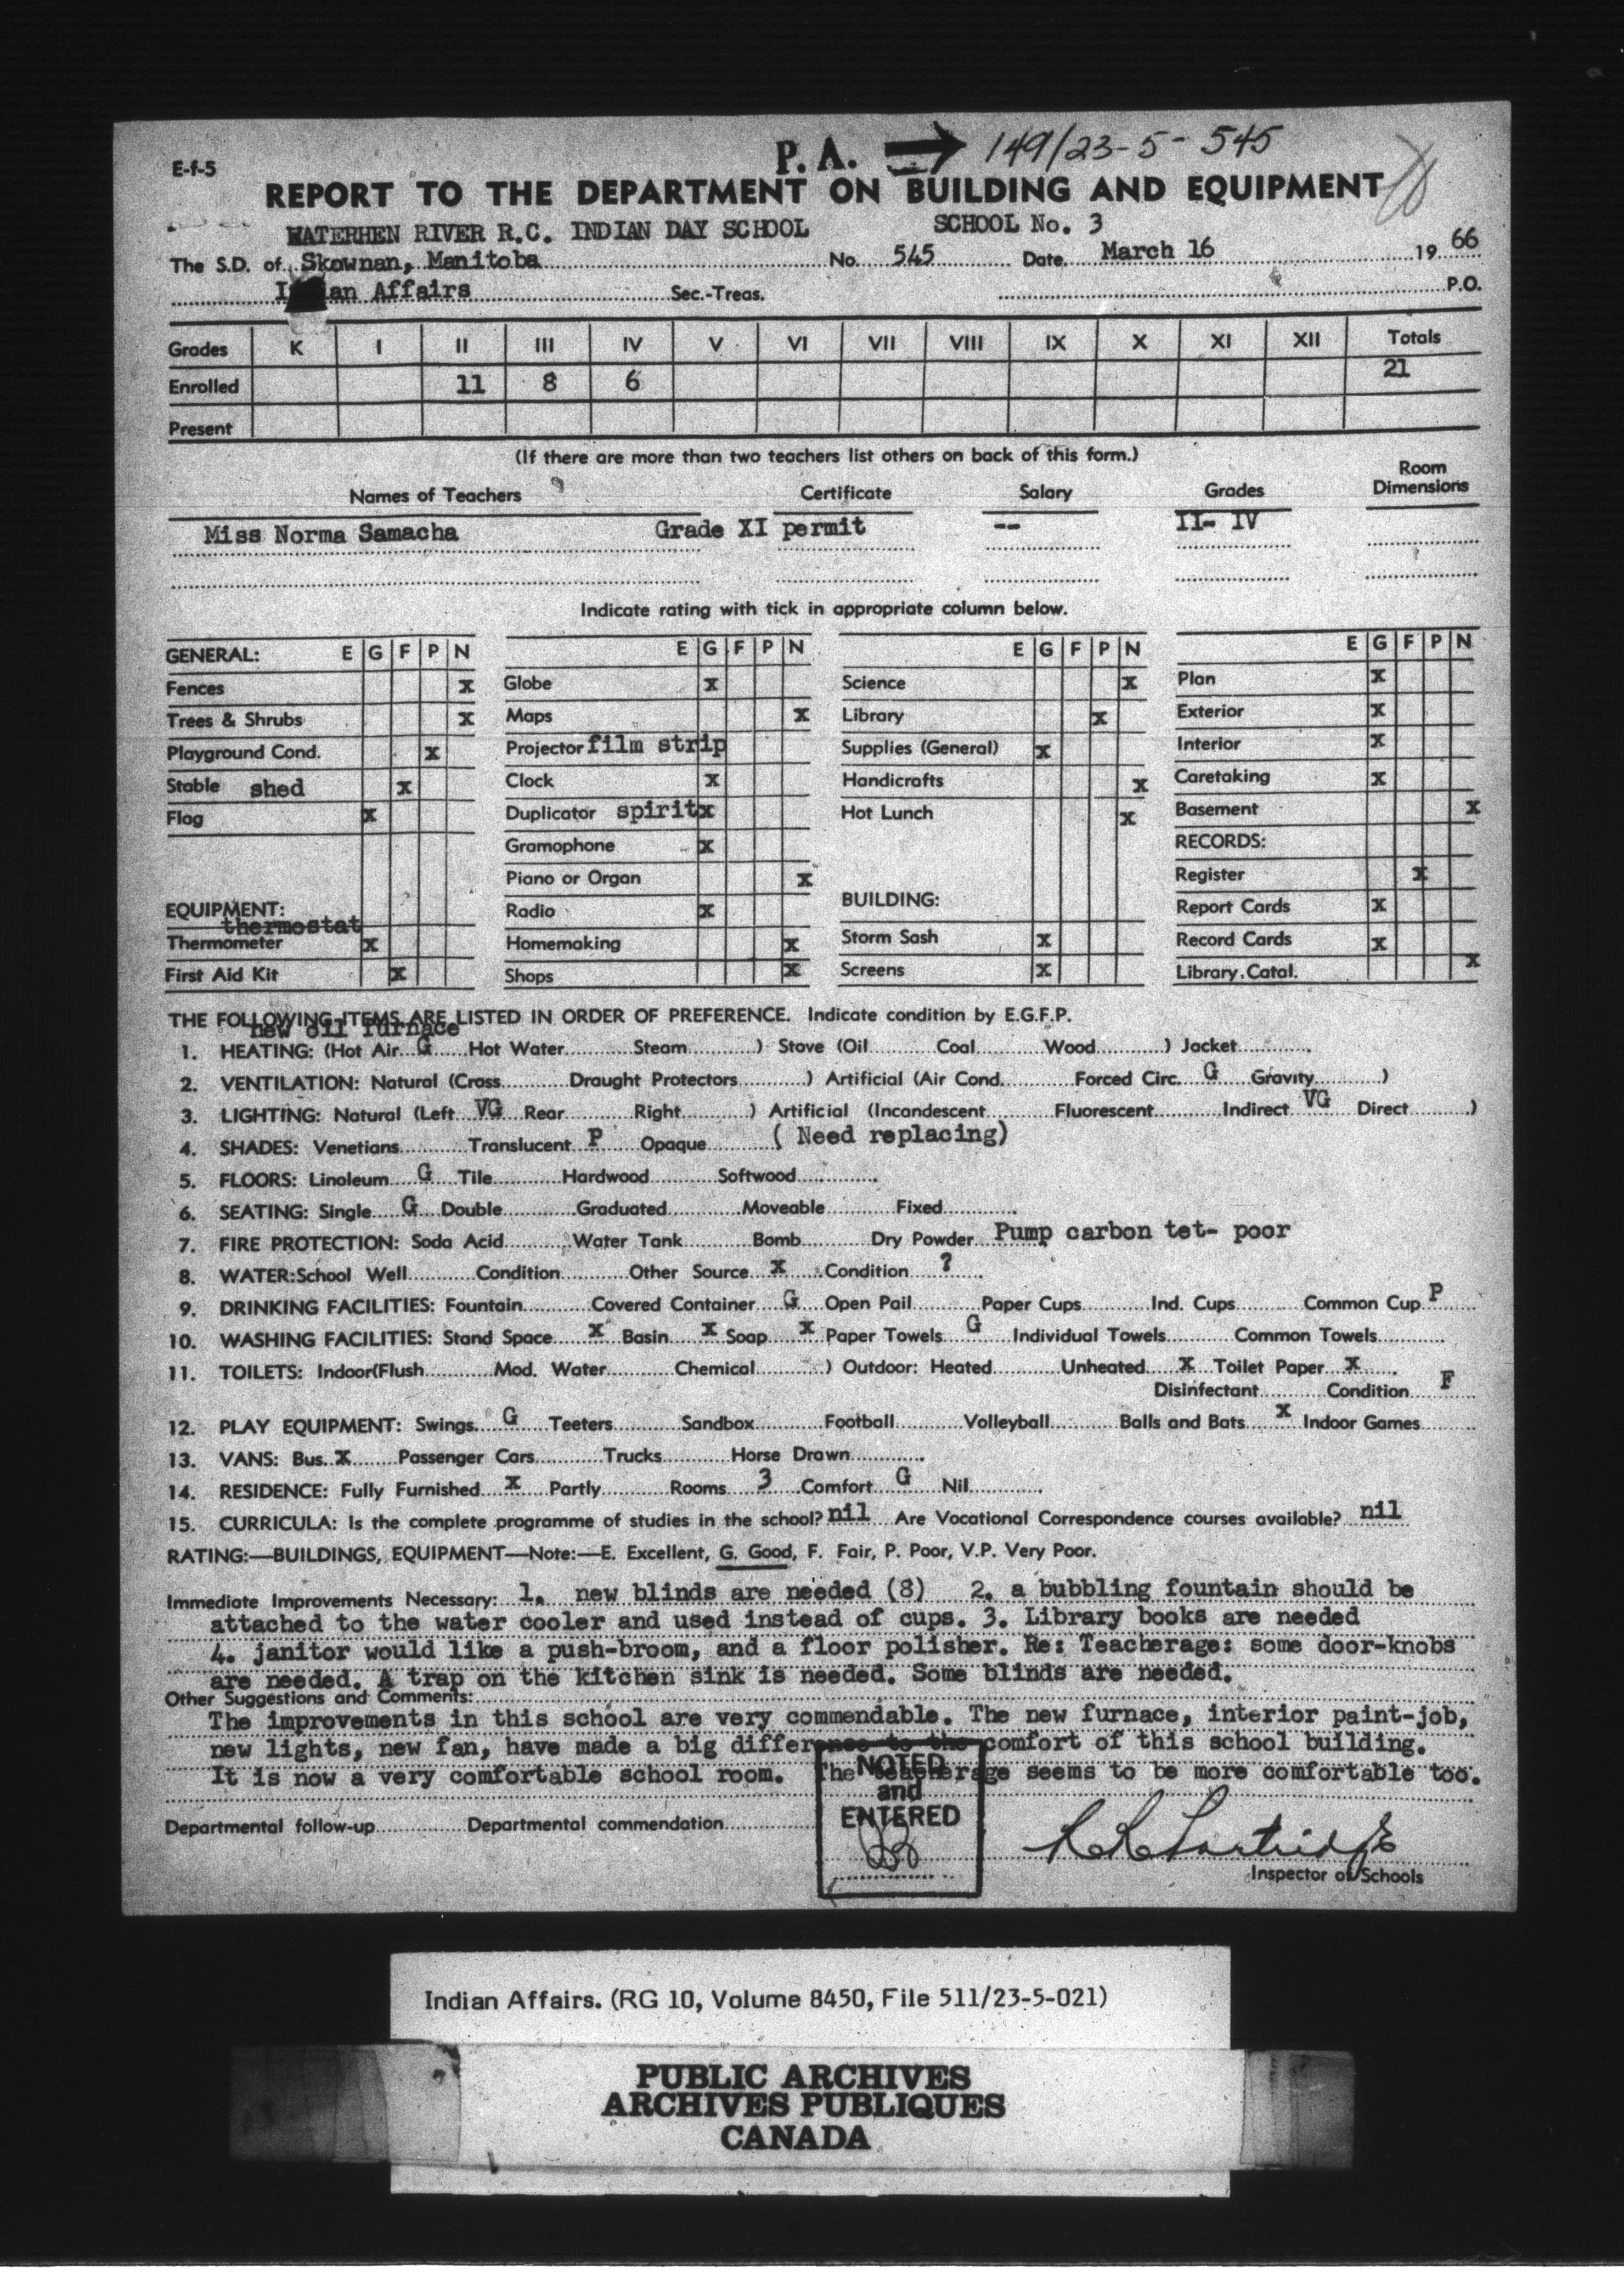 P. A. → 149/23-5-545
E-f-5
REPORT TO THE DEPARTMENT ON BUILDING AND EQUIPMENT
WATERHEN RIVER R.C. INDIAN DAY SCHOOL SCHOOL No. 3
The S.D. of Skownan, Manitoba No. 545 Date March 16 19 66
I ian Affairs Sec.-Treas. P.O.
Grades K I II III IV V VI VII VIII IX X XI XII Totals
Enrolled 11 8 6 21
Present
(If there are more than two teachers list others on back of this form.)
Names of Teachers Certificate Salary Grades Room Dimensions
Miss Norma Samacha Grade XI permit -- II- IV
Indicate rating with tick in appropriate column below.
GENERAL: E G F P N
Fences x
Trees & Shrubs x
Playground Cond. x
Stable shed x
Flag x
EQUIPMENT:
thermostat
Thermometer x
First Aid Kit x
E G F P N
Globe x
Maps x
Projector film strip
Clock x
Duplicator spirit x
Gramophone x
Piano or Organ x
Radio x
Homemaking x
Shops x
E G F P N
Science x
Library x
Supplies (General) x
Handicrafts x
Hot Lunch x
BUILDING:
Storm Sash x
Screens x
E G F P N
Plan x
Exterior x
Interior x
Caretaking x
Basement x
RECORDS:
Register x
Report Cards x
Record Cards x
Library Catal. x
THE FOLLOWING ITEMS ARE LISTED IN ORDER OF PREFERENCE. Indicate condition by E.G.F.P.
new oil furnace
1. HEATING: (Hot Air G Hot Water Steam ) Stove (Oil Coal Wood ) Jacket
2. VENTILATION: Natural (Cross Draught Protectors ) Artificial (Air Cond. Forced Circ. G Gravity )
3. LIGHTING: Natural (Left VG Rear Right ) Artificial (Incandescent Fluorescent Indirect VG Direct )
4. SHADES: Venetians Translucent P Opaque ( Need replacing)
5. FLOORS: Linoleum G Tile Hardwood Softwood
6. SEATING: Single G Double Graduated Moveable Fixed
7. FIRE PROTECTION: Soda Acid Water Tank Bomb Dry Powder Pump carbon tet- poor
8. WATER:School Well Condition Other Source x Condition ?
9. DRINKING FACILITIES: Fountain Covered Container G Open Pail Paper Cups Ind. Cups Common Cup P
10. WASHING FACILITIES: Stand Space x Basin x Soap x Paper Towels G Individual Towels Common Towels
11. TOILETS: Indoor(Flush Mod. Water Chemical ) Outdoor: Heated Unheated x Toilet Paper x
Disinfectant Condition F
12. PLAY EQUIPMENT: Swings G Teeters Sandbox Football Volleyball Balls and Bats x Indoor Games
13. VANS: Bus x Passenger Cars Trucks Horse Drawn
14. RESIDENCE: Fully Furnished x Partly Rooms 3 Comfort G Nil
15. CURRICULA: Is the complete programme of studies in the school? nil Are Vocational Correspondence courses available? nil
RATING:—BUILDINGS, EQUIPMENT—Note:—E. Excellent, G. Good, F. Fair, P. Poor, V.P. Very Poor.
Immediate Improvements Necessary: 1. new blinds are needed (8) 2. a bubbling fountain should be
attached to the water cooler and used instead of cups. 3. Library books are needed
4. janitor would like a push-broom, and a floor polisher. Re: Teacherage: some door-knobs
are needed. A trap on the kitchen sink is needed. Some blinds are needed.
Other Suggestions and Comments:
The improvements in this school are very commendable. The new furnace, interior paint-job,
new lights, new fan, have made a big difference to the comfort of this school building.
It is now a very comfortable school room. The teacherage seems to be more comfortable too.
NOTED
and
ENTERED
Departmental follow-up Departmental commendation
Inspector of Schools
Indian Affairs. (RG 10, Volume 8450, File 511/23-5-021)
PUBLIC ARCHIVES
ARCHIVES PUBLIQUES
CANADA